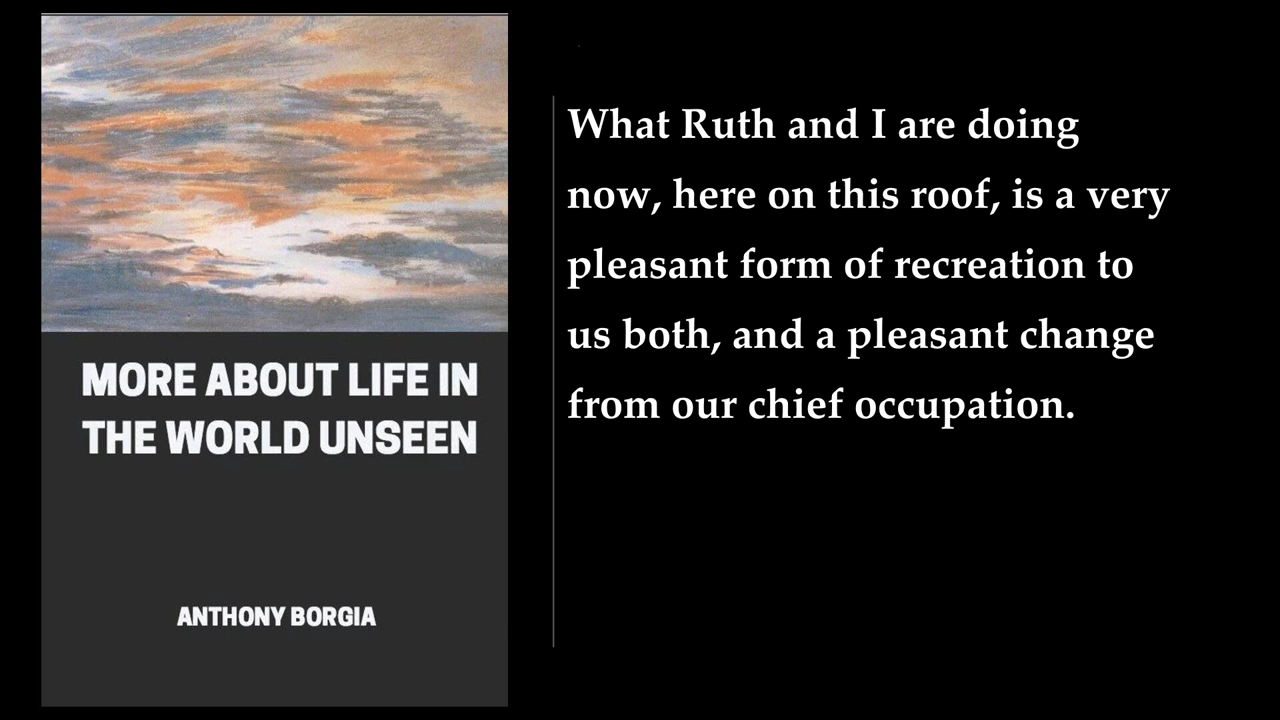 MORE ABOUT LIFE IN
THE WORLD UNSEEN
ANTHONY BORGIA
What Ruth and I are doing
now, here on this roof, is a very
pleasant form of recreation to
us both, and a pleasant change
from our chief occupation.